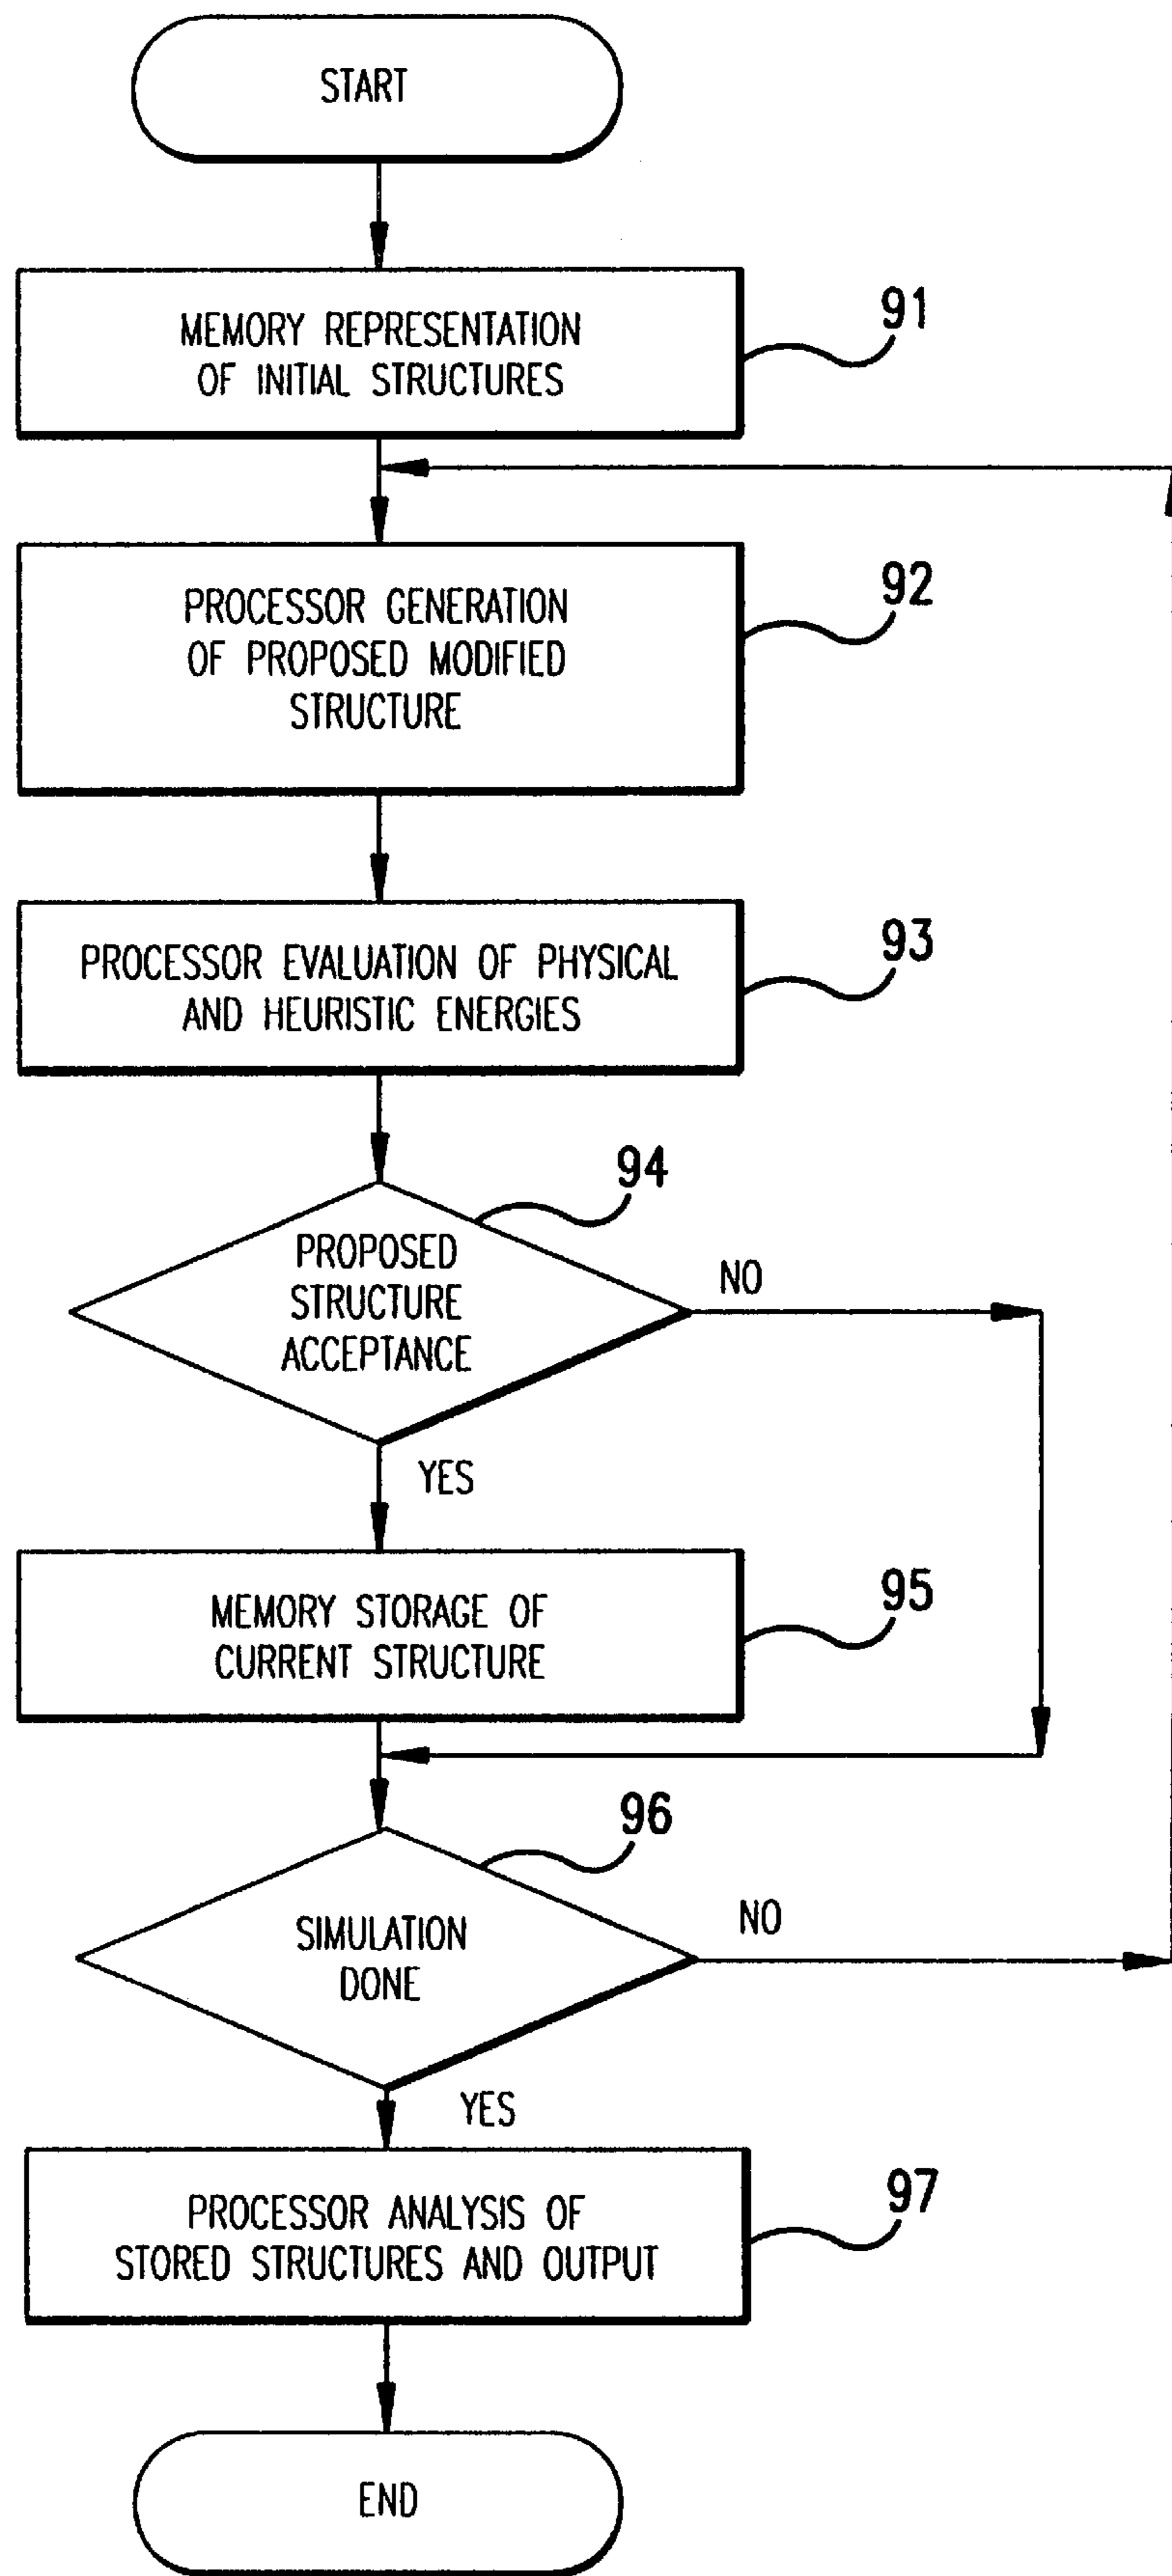 START
MEMORY REPRESENTATION
OF INITIAL STRUCTURES
91
PROCESSOR GENERATION
OF PROPOSED MODIFIED
STRUCTURE
92
PROCESSOR EVALUATION OF PHYSICAL
AND HEURISTIC ENERGIES
93
94
PROPOSED
STRUCTURE
ACCEPTANCE
NO
YES
MEMORY STORAGE OF
CURRENT STRUCTURE
95
96
SIMULATION
DONE
NO
YES
PROCESSOR ANALYSIS OF
STORED STRUCTURES AND OUTPUT
97
END